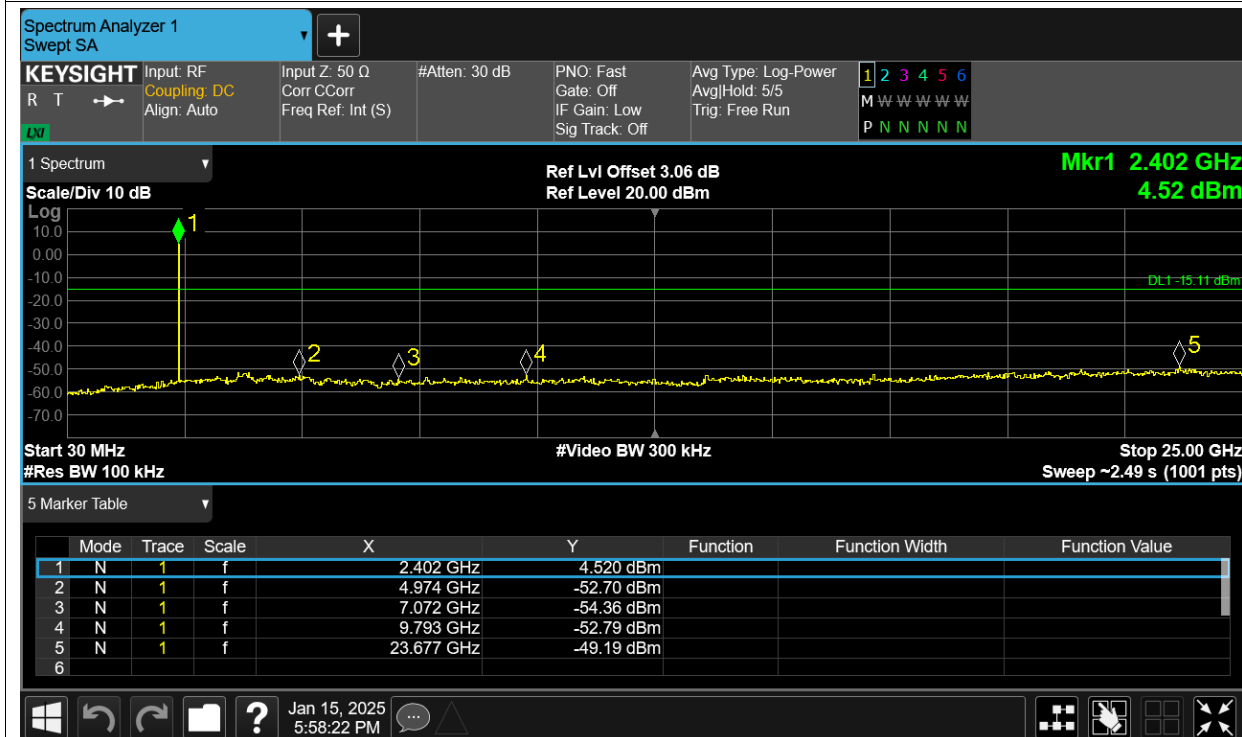 Spectrum Analyzer 1
Swept SA
+
KEYSIGHT Input: RF Input Z: 50 Ω #Atten: 30 dB PNO: Fast Avg Type: Log-Power 1 2 3 4 5 6
R T Coupling: DC Corr CCorr Gate: Off Avg|Hold: 5/5 M W W W W W
Align: Auto Freq Ref: Int (S) IF Gain: Low Trig: Free Run
LXI Sig Track: Off P N N N N N
1 Spectrum Mkr1 2.402 GHz
Ref Lvl Offset 3.06 dB
Scale/Div 10 dB Ref Level 20.00 dBm 4.52 dBm
Log
1
10.0
0.00
-10.0
DL1 -15.11 dBm
-20.0
-30.0
-40.0
2 3 4 5
-50.0
-60.0
-70.0
Start 30 MHz #Video BW 300 kHz Stop 25.00 GHz
#Res BW 100 kHz Sweep ~2.49 s (1001 pts)
5 Marker Table
Mode Trace Scale X Y Function Function Width Function Value
1 N 1 f 2.402 GHz 4.520 dBm
2 N 1 f 4.974 GHz -52.70 dBm
3 N 1 f 7.072 GHz -54.36 dBm
4 N 1 f 9.793 GHz -52.79 dBm
5 N 1 f 23.677 GHz -49.19 dBm
6
? Jan 15, 2025
5:58:22 PM